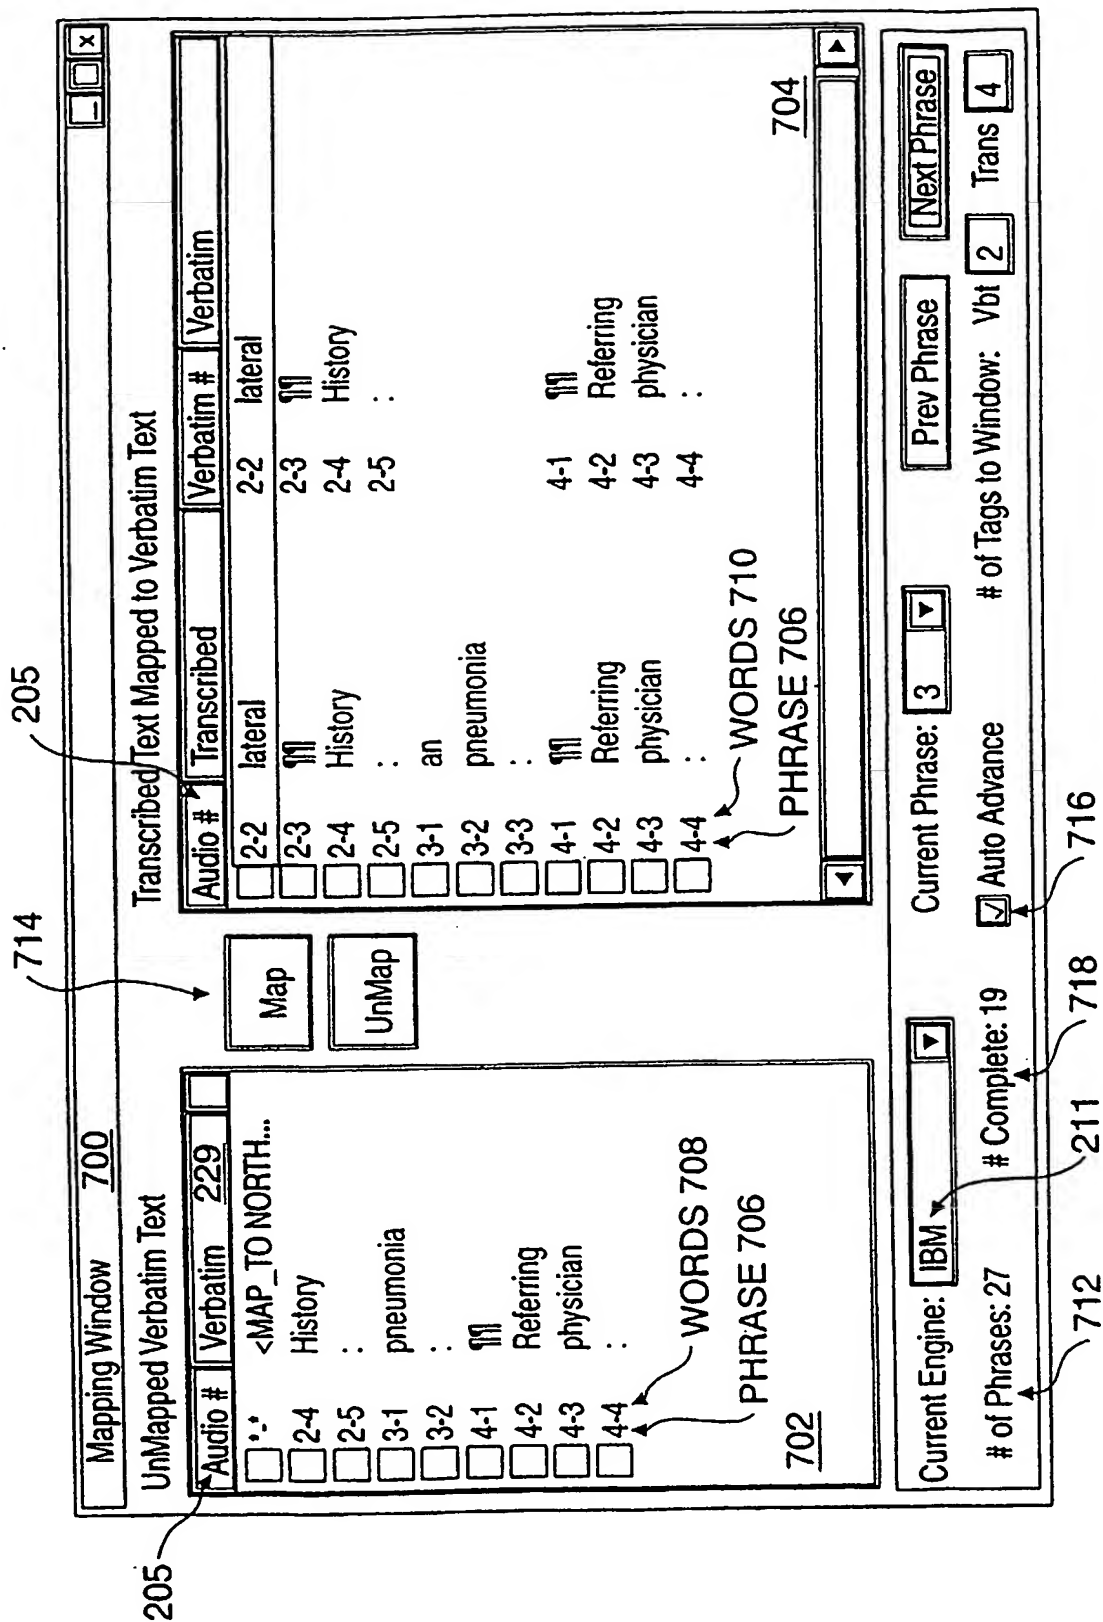 714
205
Mapping Window 700
_ □ x
UnMapped Verbatim Text
205
Audio # Verbatim 229
*-* <MAP_TO NORTH...
2-4 History
2-5 :
3-1 pneumonia
3-2 :
4-1 ¶¶
4-2 Referring
4-3 physician
4-4 :
WORDS 708
PHRASE 706
702
Map
UnMap
Transcribed Text Mapped to Verbatim Text
Audio # Transcribed Verbatim # Verbatim
2-2 lateral 2-2 lateral
2-3 ¶¶ 2-3 ¶¶
2-4 History 2-4 History
2-5 : 2-5 :
3-1 an
3-2 pneumonia
3-3 :
4-1 ¶¶ 4-1 ¶¶
4-2 Referring 4-2 Referring
4-3 physician 4-3 physician
4-4 : 4-4 :
WORDS 710
PHRASE 706
704
Current Engine: IBM Current Phrase: 3 Prev Phrase Next Phrase
# of Phrases: 27 # Complete: 19 Auto Advance # of Tags to Window: Vbt 2 Trans 4
712
211
718
716